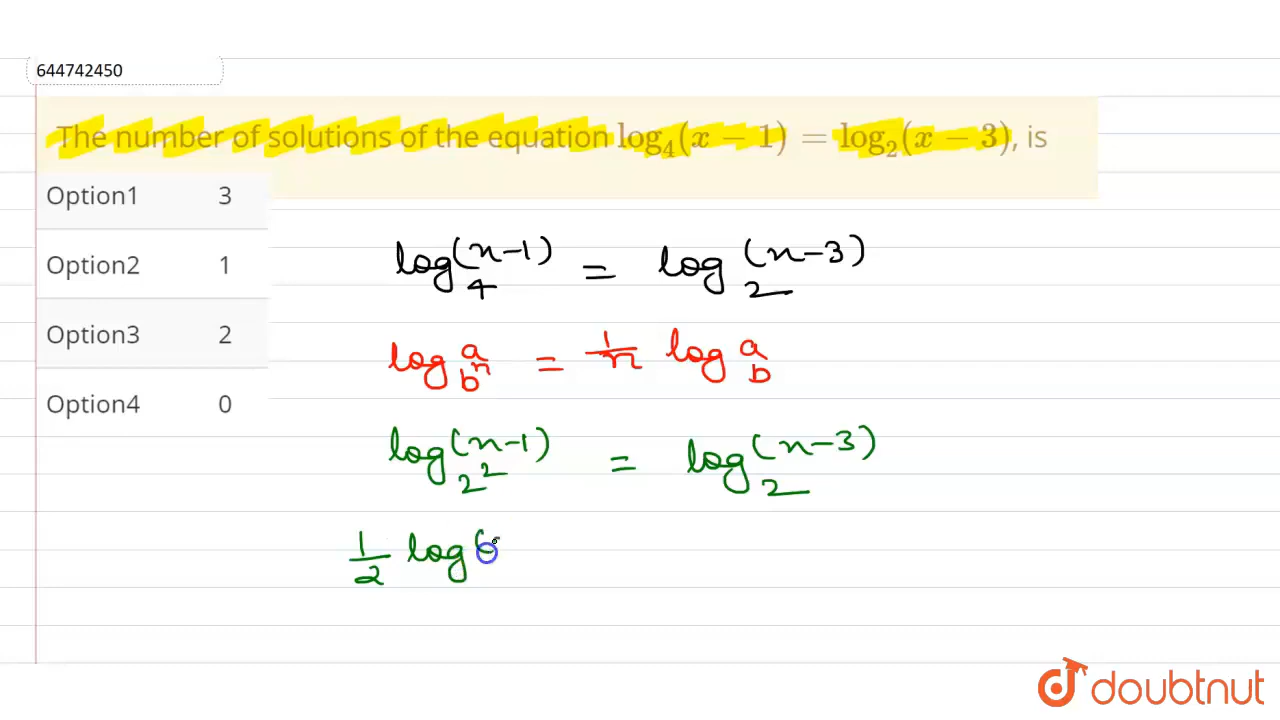 644742450
The number of solutions of the equation log₄(x − 1) = log₂(x − 3), is
Option1 3
Option2 1
Option3 2
Option4 0
log₄(x−1) = log₂(x−3)
log_{bⁿ} a = 1/n log_b a
log_{2²}(x−1) = log₂(x−3)
1/2 log(
doubtnut